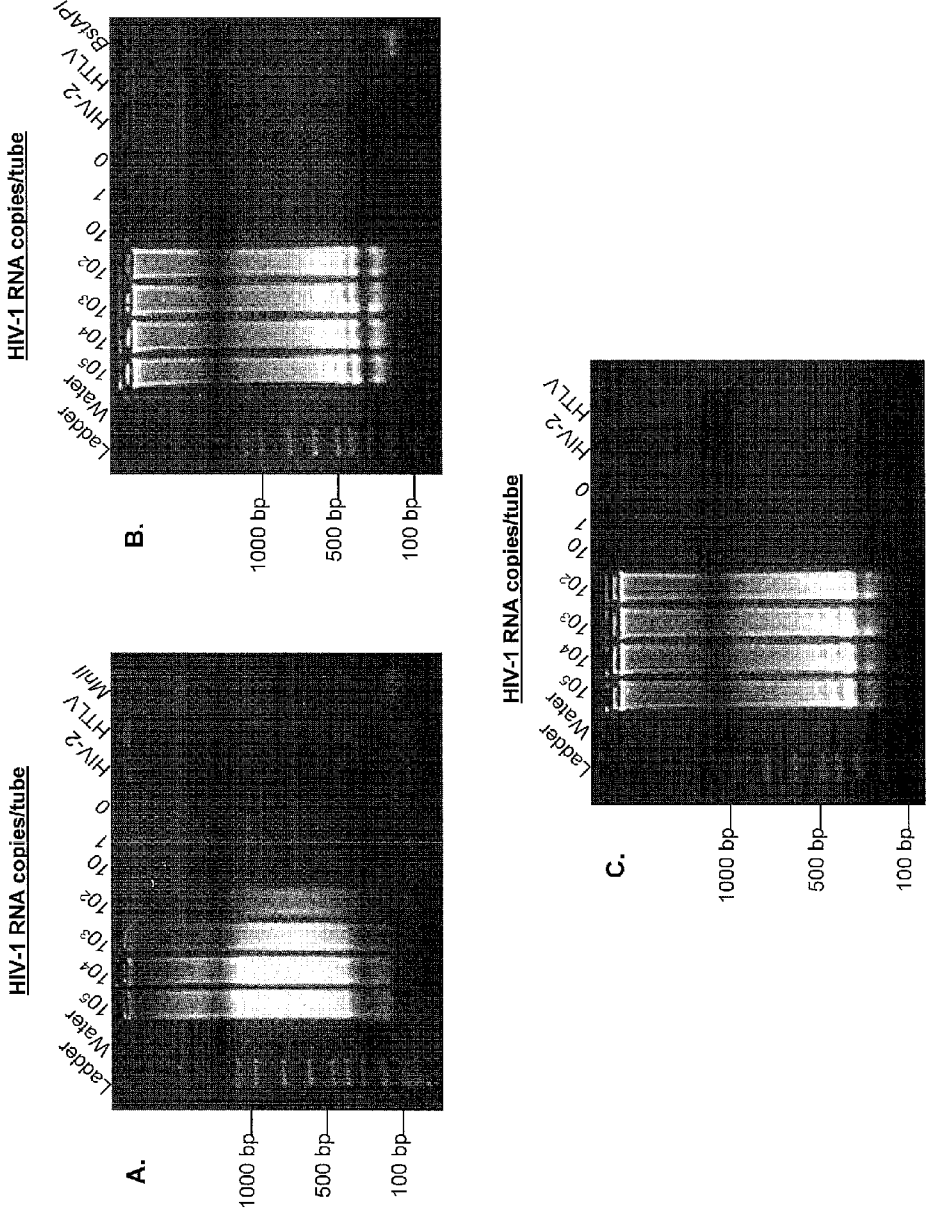 A.
HIV-1 RNA copies/tube
Ladder Water 10⁵ 10⁴ 10³ 10² 10 1 0 HIV-2 HTLV MnlI
1000 bp
500 bp
100 bp
B.
HIV-1 RNA copies/tube
Ladder Water 10⁵ 10⁴ 10³ 10² 10 1 0 HIV-2 HTLV BstAPI
1000 bp
500 bp
100 bp
C.
HIV-1 RNA copies/tube
Ladder Water 10⁵ 10⁴ 10³ 10² 10 1 0 HIV-2 HTLV
1000 bp
500 bp
100 bp